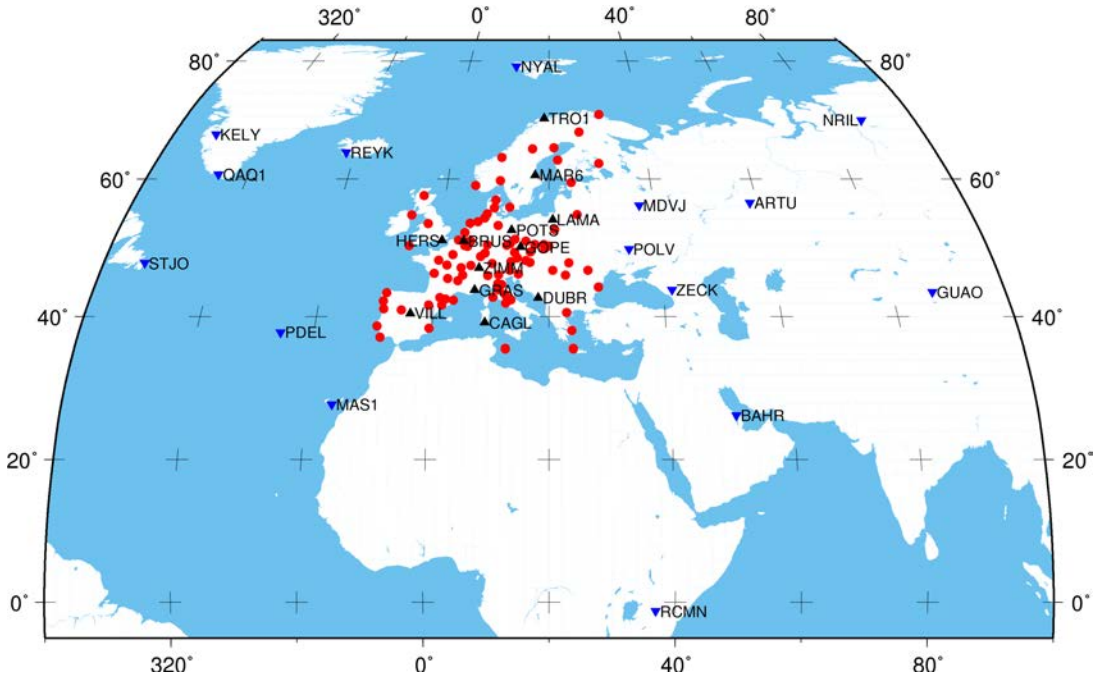 320˚ 0˚ 40˚ 80˚
80˚ 80˚
NYAL
TRO1
NRIL
KELY
REYK
QAQ1
60˚ 60˚
MAR6
ARTU
MDVJ
LAMA
POTS
HERS BRUS
GOPE
POLV
STJO
ZIMM
GRAS
ZECK
GUAO
DUBR
VILL
CAGL
40˚ 40˚
PDEL
MAS1
BAHR
20˚ 20˚
0˚ 0˚
RCMN
320˚ 0˚ 40˚ 80˚